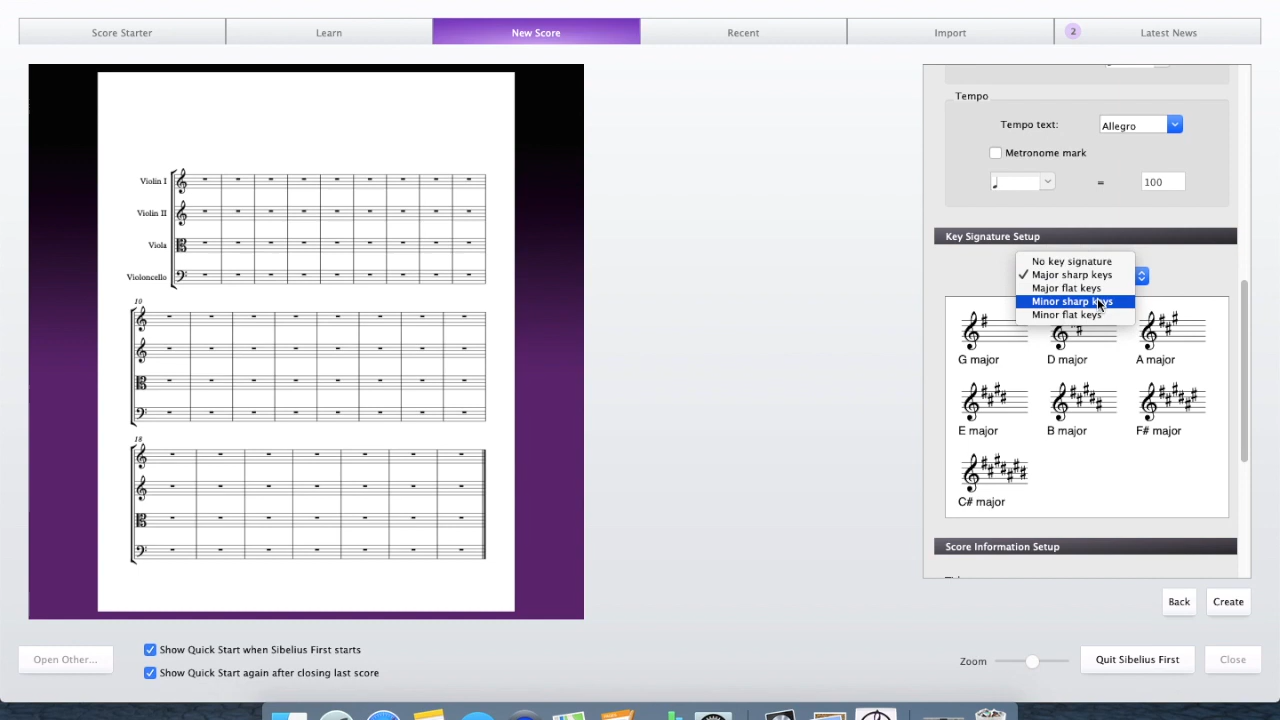 Score Starter
Learn
New Score
Recent
Import
2
Latest News
Violin I
Violin II
Viola
Violoncello
10
18
Tempo
Tempo text:
Allegro
Metronome mark
=
100
Key Signature Setup
No key signature
✓ Major sharp keys
Major flat keys
Minor sharp keys
Minor flat keys
G major
D major
A major
E major
B major
F# major
C# major
Score Information Setup
Back
Create
Open Other...
Show Quick Start when Sibelius First starts
Show Quick Start again after closing last score
Zoom
Quit Sibelius First
Close